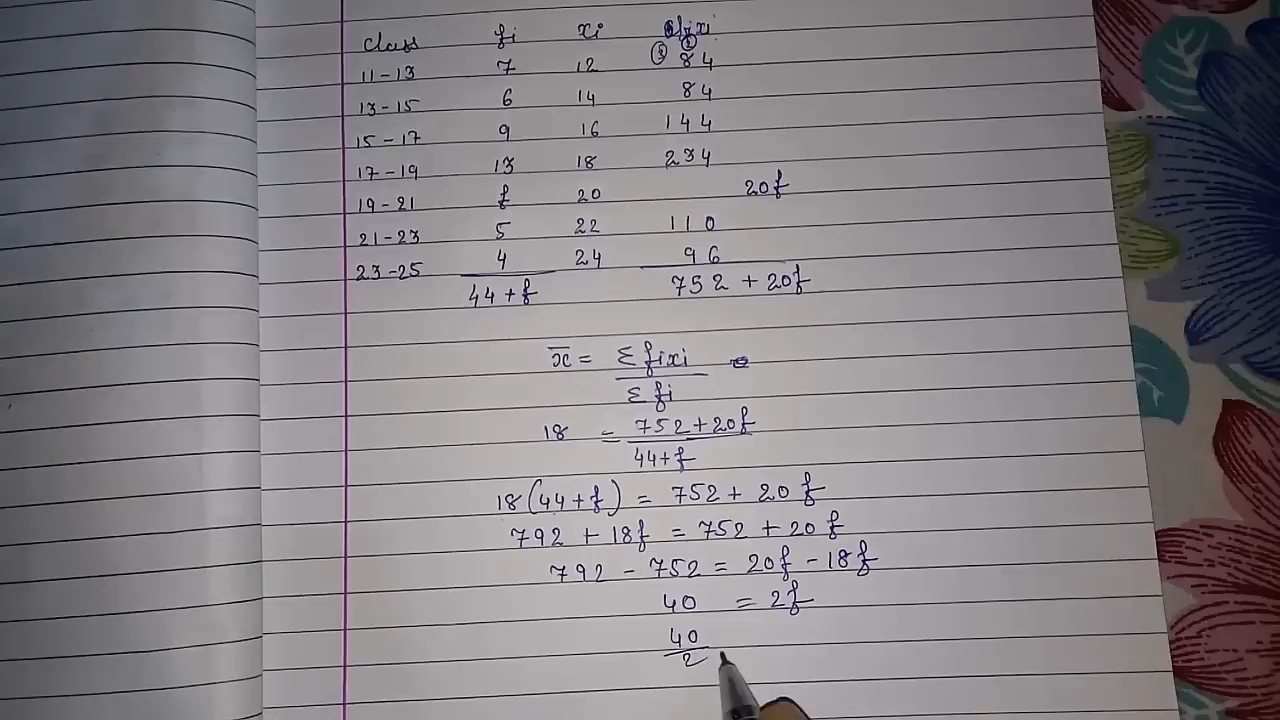 class fi xi fixi
11-13 7 12 84
13-15 6 14 84
15-17 9 16 144
17-19 13 18 234
19-21 f 20 20f
21-23 5 22 110
23-25 4 24 96
44+f 752+20f
x̄ = Σfixi
Σfi
18 = 752+20f
44+f
18(44+f) = 752+20f
792+18f = 752+20f
792-752 = 20f-18f
40 = 2f
40
2